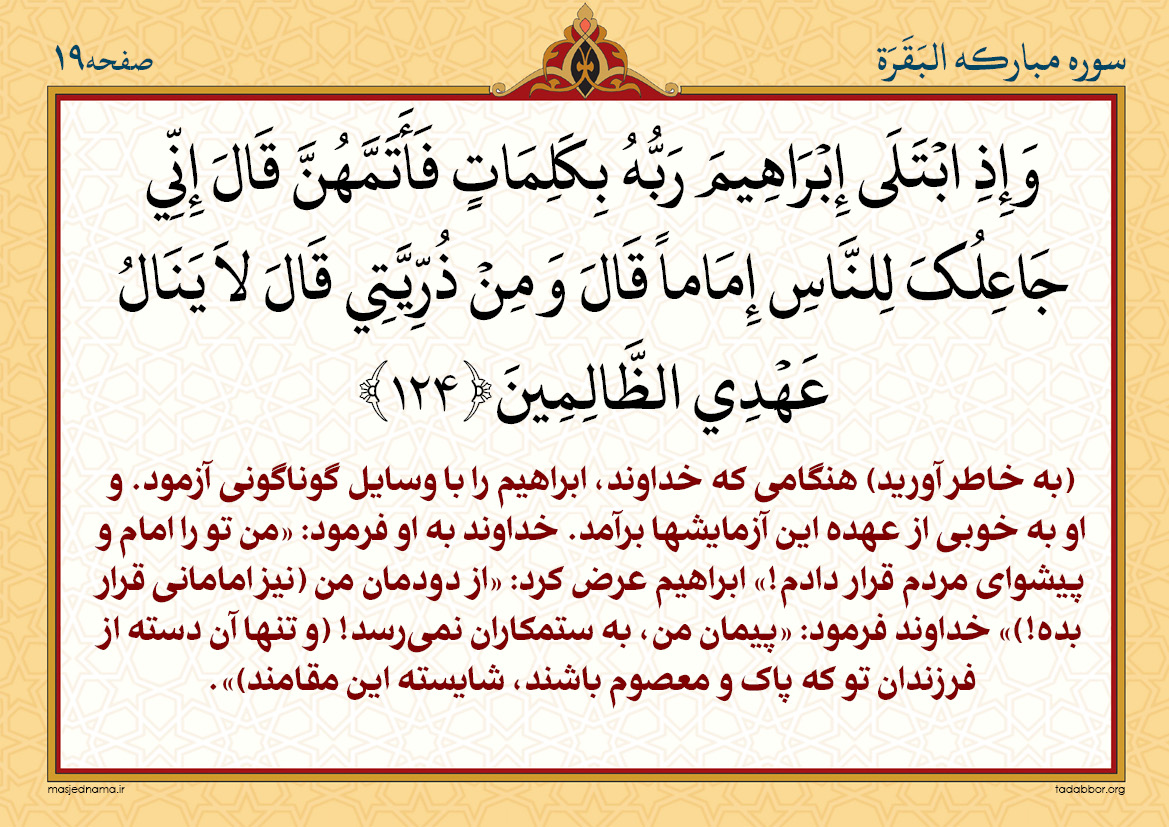 سوره مبارکه البَقَرَة
صفحه۱۹
وَإِذِ ابْتَلَى إِبْرَاهِيمَ رَبُّهُ بِكَلِمَاتٍ فَأَتَمَّهُنَّ قَالَ إِنِّي
جَاعِلُکَ لِلنَّاسِ إِمَاماً قَالَ وَ مِنْ ذُرِّيَّتِي قَالَ لاَ يَنَالُ
عَهْدِي الظَّالِمِينَ ﴿۱۲۴﴾
(به خاطر آورید) هنگامی که خداوند، ابراهیم را با وسایل گوناگونی آزمود. و
او به خوبی از عهده این آزمایشها برآمد. خداوند به او فرمود: «من تو را امام و
پیشوای مردم قرار دادم!» ابراهیم عرض کرد: «از دودمان من (نیز امامانی قرار
بده!)» خداوند فرمود: «پیمان من، به ستمکاران نمی‌رسد! (و تنها آن دسته از
فرزندان تو که پاک و معصوم باشند، شایسته این مقامند)».
masjednama.ir
tadabbor.org